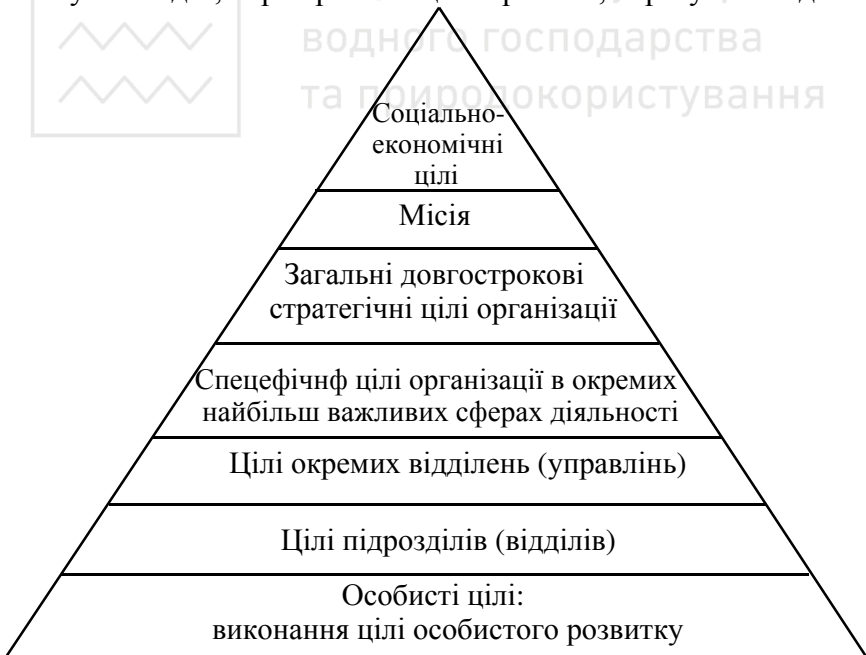 водного господарства
та природокористування
Соціально-
економічні
цілі
Місія
Загальні довгострокові
стратегічні цілі організації
Спецефічнф цілі організації в окремих
найбільш важливих сферах діяльності
Цілі окремих відділень (управлінь)
Цілі підрозділів (відділів)
Особисті цілі:
виконання цілі особистого розвитку